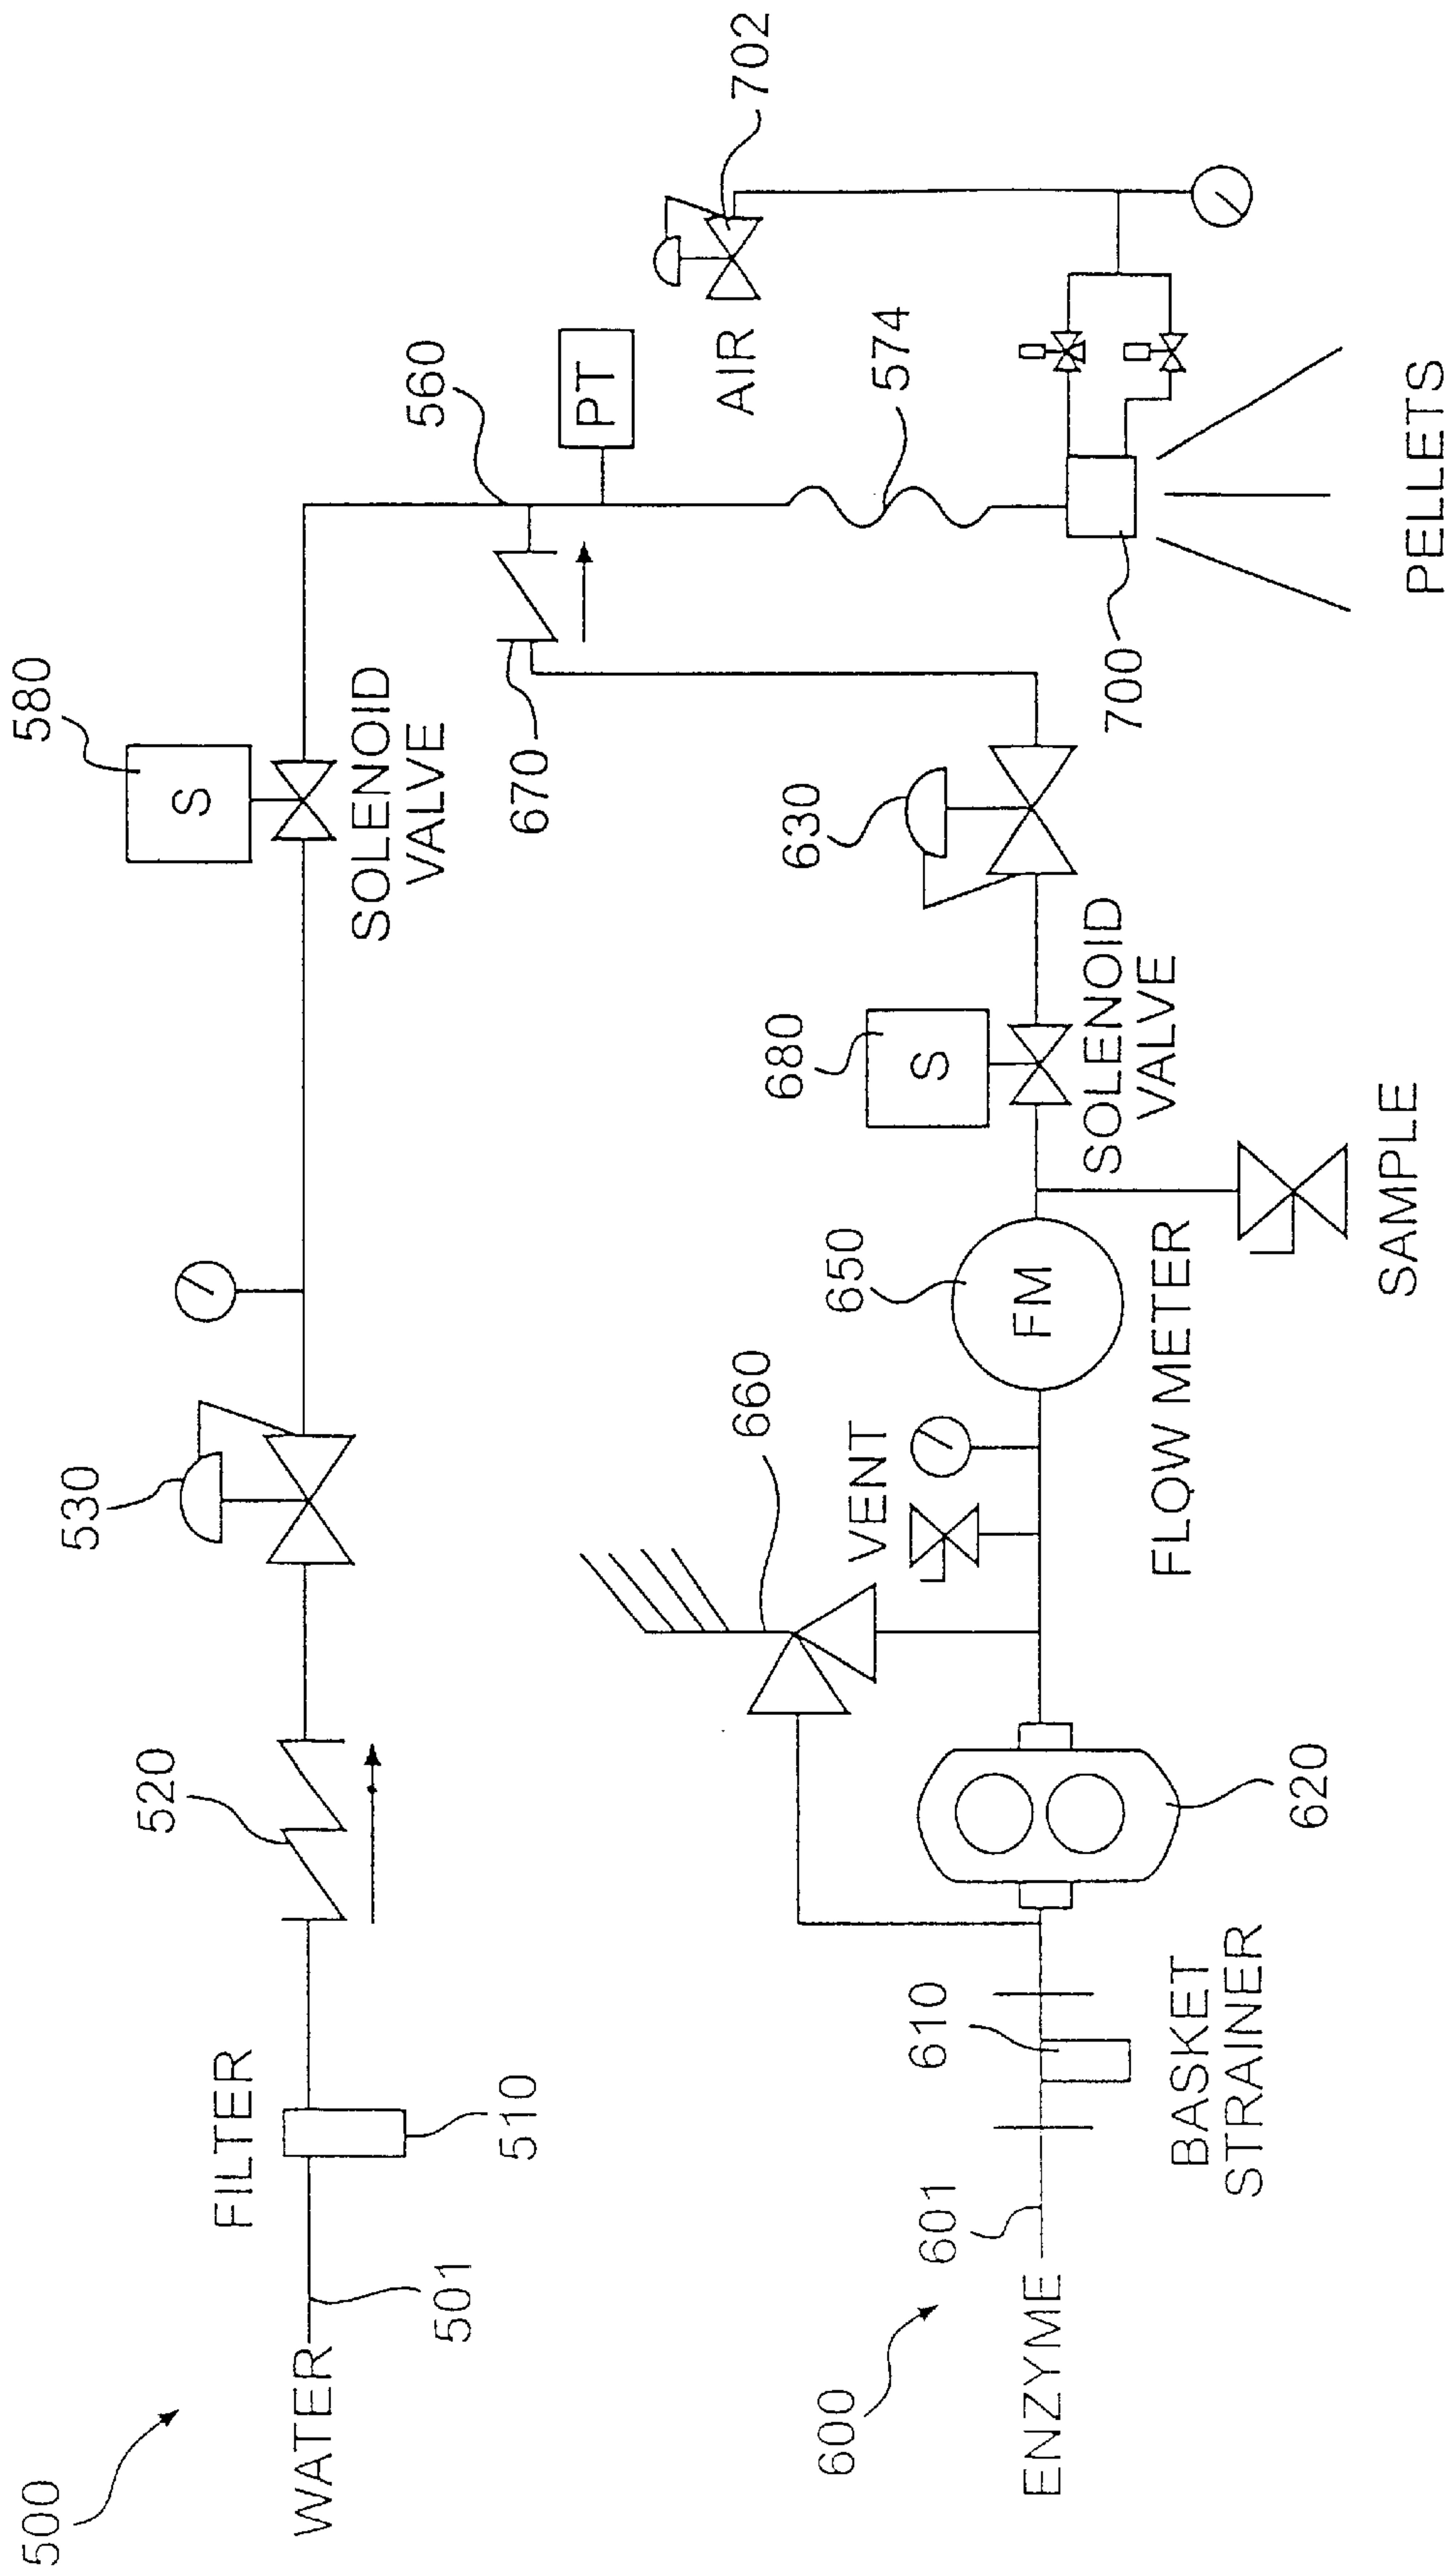 500
WATER
501
FILTER
510
520
530
580
S
SOLENOID
VALVE
560
PT
670
AIR
702
574
600
ENZYME
601
610
BASKET
STRAINER
620
660
VENT
650
FM
FLOW METER
SAMPLE
680
S
SOLENOID
VALVE
630
700
PELLETS